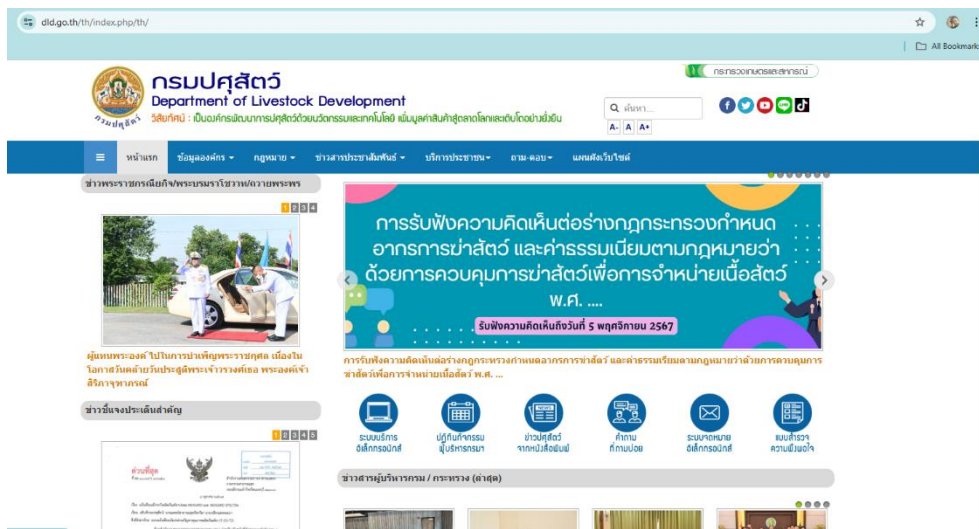 dld.go.th/th/index.php/th/
All Bookmark
กรมปศุสัตว์
Department of Livestock Development
วิสัยทัศน์ : เป็นองค์กรพัฒนาการปศุสัตว์ด้วยนวัตกรรมและเทคโนโลยี เพิ่มมูลค่าสินค้าสู่ตลาดโลกและเติบโตอย่างยั่งยืน
กรมปศุสัตว์
กระทรวงเกษตรและสหกรณ์
ค้นหา...
A- A A+
หน้าแรก ข้อมูลองค์กร กฎหมาย ข่าวสารประชาสัมพันธ์ บริการประชาชน ถาม-ตอบ แผนผังเว็บไซต์
ข่าวพระราชกรณียกิจ/พระบรมราโชวาท/ถวายพระพร
1 2 3 4
การรับฟังความคิดเห็นต่อร่างกฎกระทรวงกำหนด
อากรการฆ่าสัตว์ และค่าธรรมเนียมตามกฎหมายว่า
ด้วยการควบคุมการฆ่าสัตว์เพื่อการจำหน่ายเนื้อสัตว์
พ.ศ. ....
รับฟังความคิดเห็นถึงวันที่ 5 พฤศจิกายน 2567
ผู้แทนพระองค์ ไปในการบำเพ็ญพระราชกุศล เนื่องใน
โอกาสวันคล้ายวันประสูติพระเจ้าวรวงศ์เธอ พระองค์เจ้า
สิริภาจุฑาภรณ์
การรับฟังความคิดเห็นต่อร่างกฎกระทรวงกำหนดอากรการฆ่าสัตว์ และค่าธรรมเนียมตามกฎหมายว่าด้วยการควบคุมการ
ฆ่าสัตว์เพื่อการจำหน่ายเนื้อสัตว์ พ.ศ. ...
ข่าวชี้แจงประเด็นสำคัญ
1 2 3 4 5
ด่วนที่สุด
NEWS
ระบบบริการ
อิเล็กทรอนิกส์
ปฏิทินกิจกรรม
ผู้บริหารกรมฯ
ข่าวปศุสัตว์
จากหนังสือพิมพ์
คำถาม
ที่ถามบ่อย
ระบบจดหมาย
อิเล็กทรอนิกส์
แบบสำรวจ
ความพึงพอใจ
ข่าวสารผู้บริหารกรม / กระทรวง (ล่าสุด)